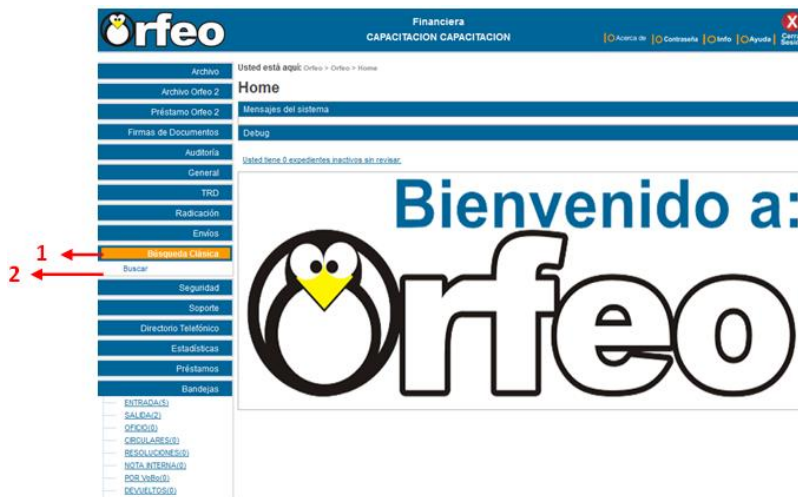 Orfeo
Financiera
CAPACITACION CAPACITACION
Acerca de Contraseña Info Ayuda
Usted está aquí: Orfeo > Orfeo > Home
Home
Mensajes del sistema
Debug
Usted tiene 0 expedientes inactivos sin revisar.
Bienvenido a:
Orfeo
Archivo
Archivo Orfeo 2
Préstamo Orfeo 2
Firmas de Documentos
Auditoría
General
TRD
Radicación
Envíos
1
Búsqueda Clásica
2
Buscar
Seguridad
Soporte
Directorio Telefónico
Estadísticas
Préstamos
Bandejas
ENTRADA(5)
SALIDA(2)
OFICIO(0)
CIRCULARES(0)
RESOLUCIONES(0)
NOTA INTERNA(0)
POR VoBo(0)
DEVUELTOS(0)